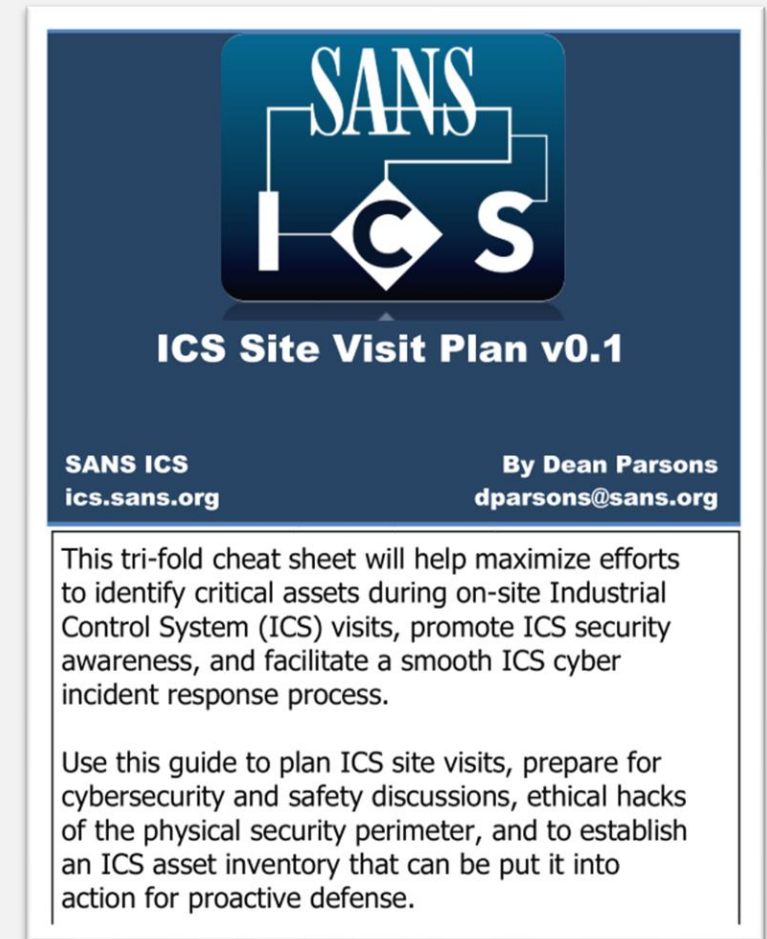 SANS
ICS
ICS Site Visit Plan v0.1
SANS ICS
By Dean Parsons
ics.sans.org
dparsons@sans.org
This tri-fold cheat sheet will help maximize efforts
to identify critical assets during on-site Industrial
Control System (ICS) visits, promote ICS security
awareness, and facilitate a smooth ICS cyber
incident response process.
Use this guide to plan ICS site visits, prepare for
cybersecurity and safety discussions, ethical hacks
of the physical security perimeter, and to establish
an ICS asset inventory that can be put it into
action for proactive defense.